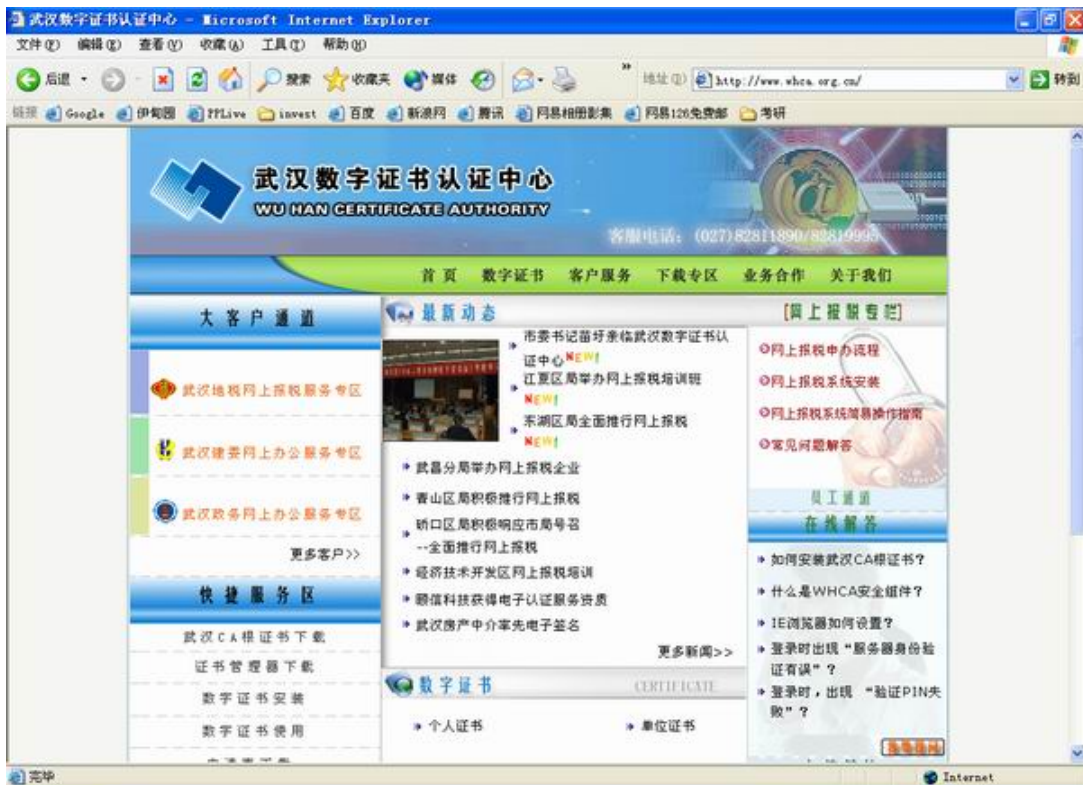 武汉数字证书认证中心 - Microsoft Internet Explorer
文件(F) 编辑(E) 查看(V) 收藏(A) 工具(T) 帮助(H)
后退 搜索 收藏夹 媒体 » 地址(D) http://www.whca.org.cn/ 转到
链接 Google 伊甸园 PPLive invest 百度 新浪网 腾讯 网易相册影集 网易126免费邮 考研
武汉数字证书认证中心
WU HAN CERTIFICATE AUTHORITY
客服电话: (027)82811890/82819995
首页 数字证书 客户服务 下载专区 业务合作 关于我们
大客户通道
武汉地税网上报税服务专区
武汉建委网上办公服务专区
武汉政务网上办公服务专区
更多客户>>
快捷服务区
武汉CA根证书下载
证书管理器下载
数字证书安装
数字证书使用
最新动态
市委书记苗圩亲临武汉数字证书认
证中心NEW!
江夏区局举办网上报税培训班
NEW!
东湖区局全面推行网上报税
NEW!
武昌分局举办网上报税企业
青山区局积极推行网上报税
硚口区局积极响应市局号召
--全面推行网上报税
经济技术开发区网上报税培训
颐信科技获得电子认证服务资质
武汉房产中介率先电子签名
更多新闻>>
数字证书 CERTIFICATE
个人证书 单位证书
[网上报税专栏]
网上报税申办流程
网上报税系统安装
网上报税系统简易操作指南
常见问题解答
员工通道
在线解答
如何安装武汉CA根证书?
什么是WHCA安全组件?
IE浏览器如何设置?
登录时出现“服务器身份验
证有误”?
登录时,出现 “验证PIN失
败”?
完毕 Internet